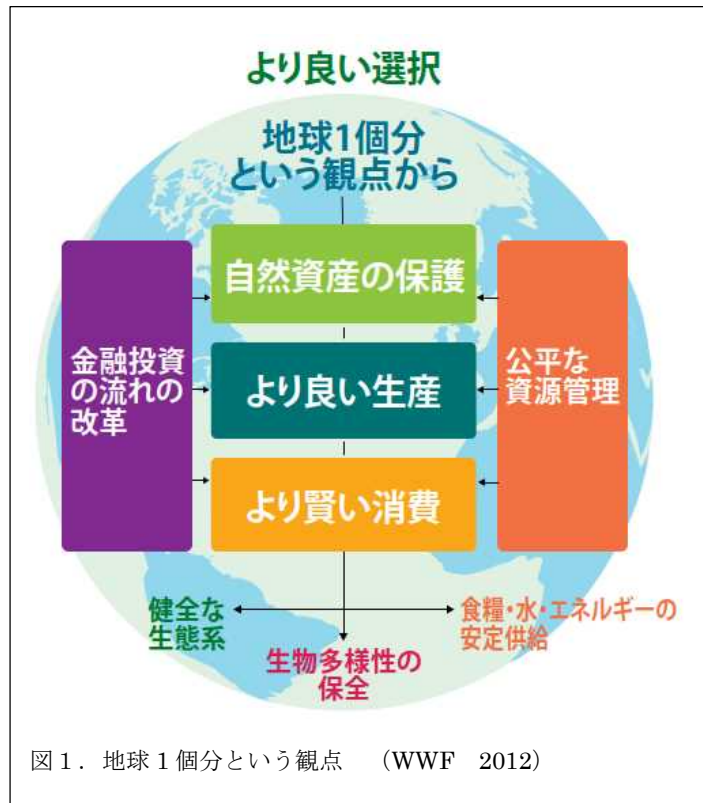 より良い選択
地球1個分
という観点から
自然資産の保護
金融投資
の流れの
改革
より良い生産
公平な
資源管理
より賢い消費
健全な
生態系
生物多様性の
保全
食糧・水・エネルギーの
安定供給
図１．地球１個分という観点　（WWF　2012）